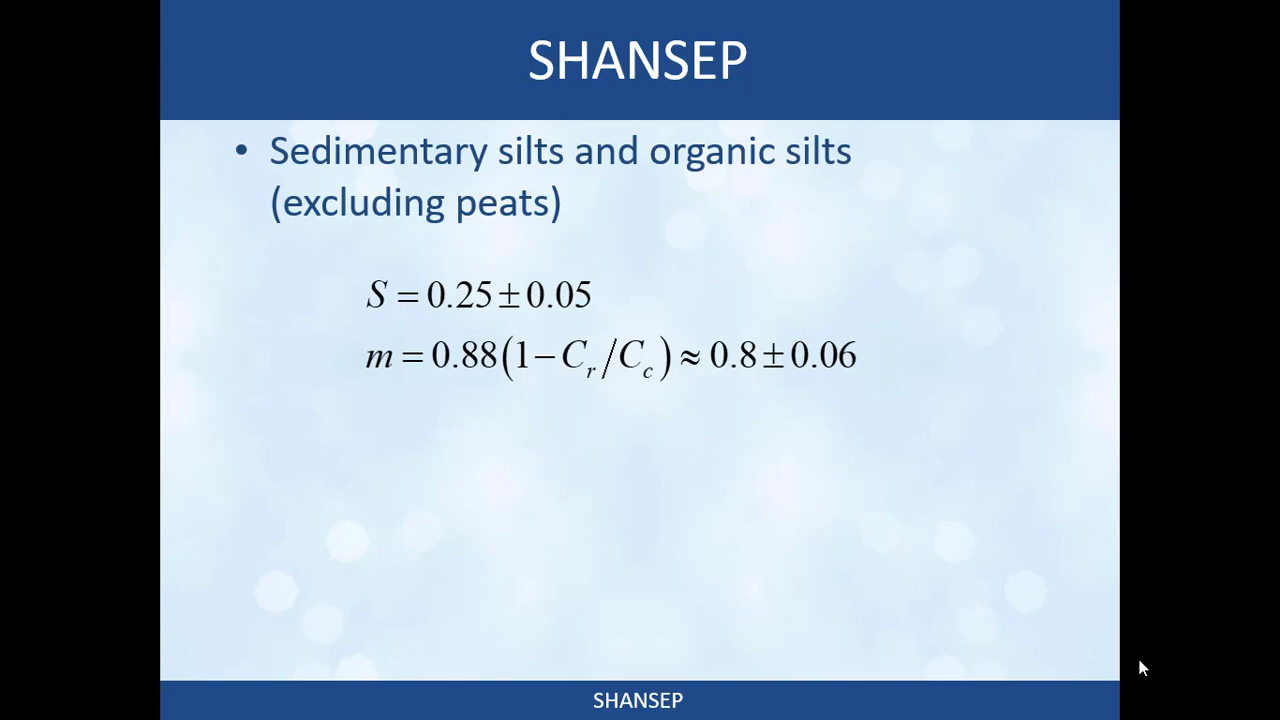 SHANSEP
• Sedimentary silts and organic silts
(excluding peats)
S = 0.25 ± 0.05
m = 0.88(1 − C_r/C_c) ≈ 0.8 ± 0.06
SHANSEP